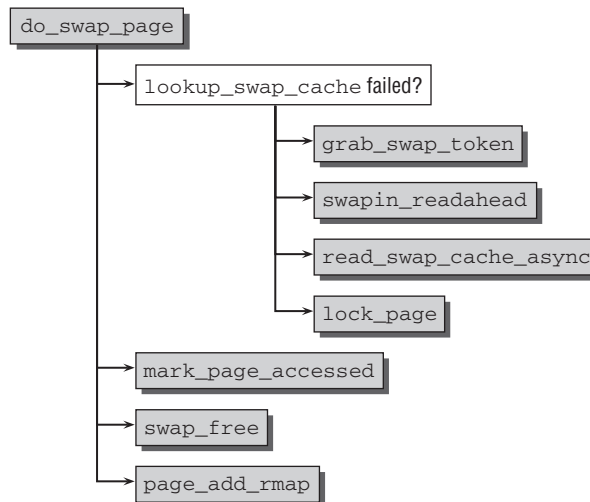 do_swap_page
lookup_swap_cache failed?
grab_swap_token
swapin_readahead
read_swap_cache_async
lock_page
mark_page_accessed
swap_free
page_add_rmap